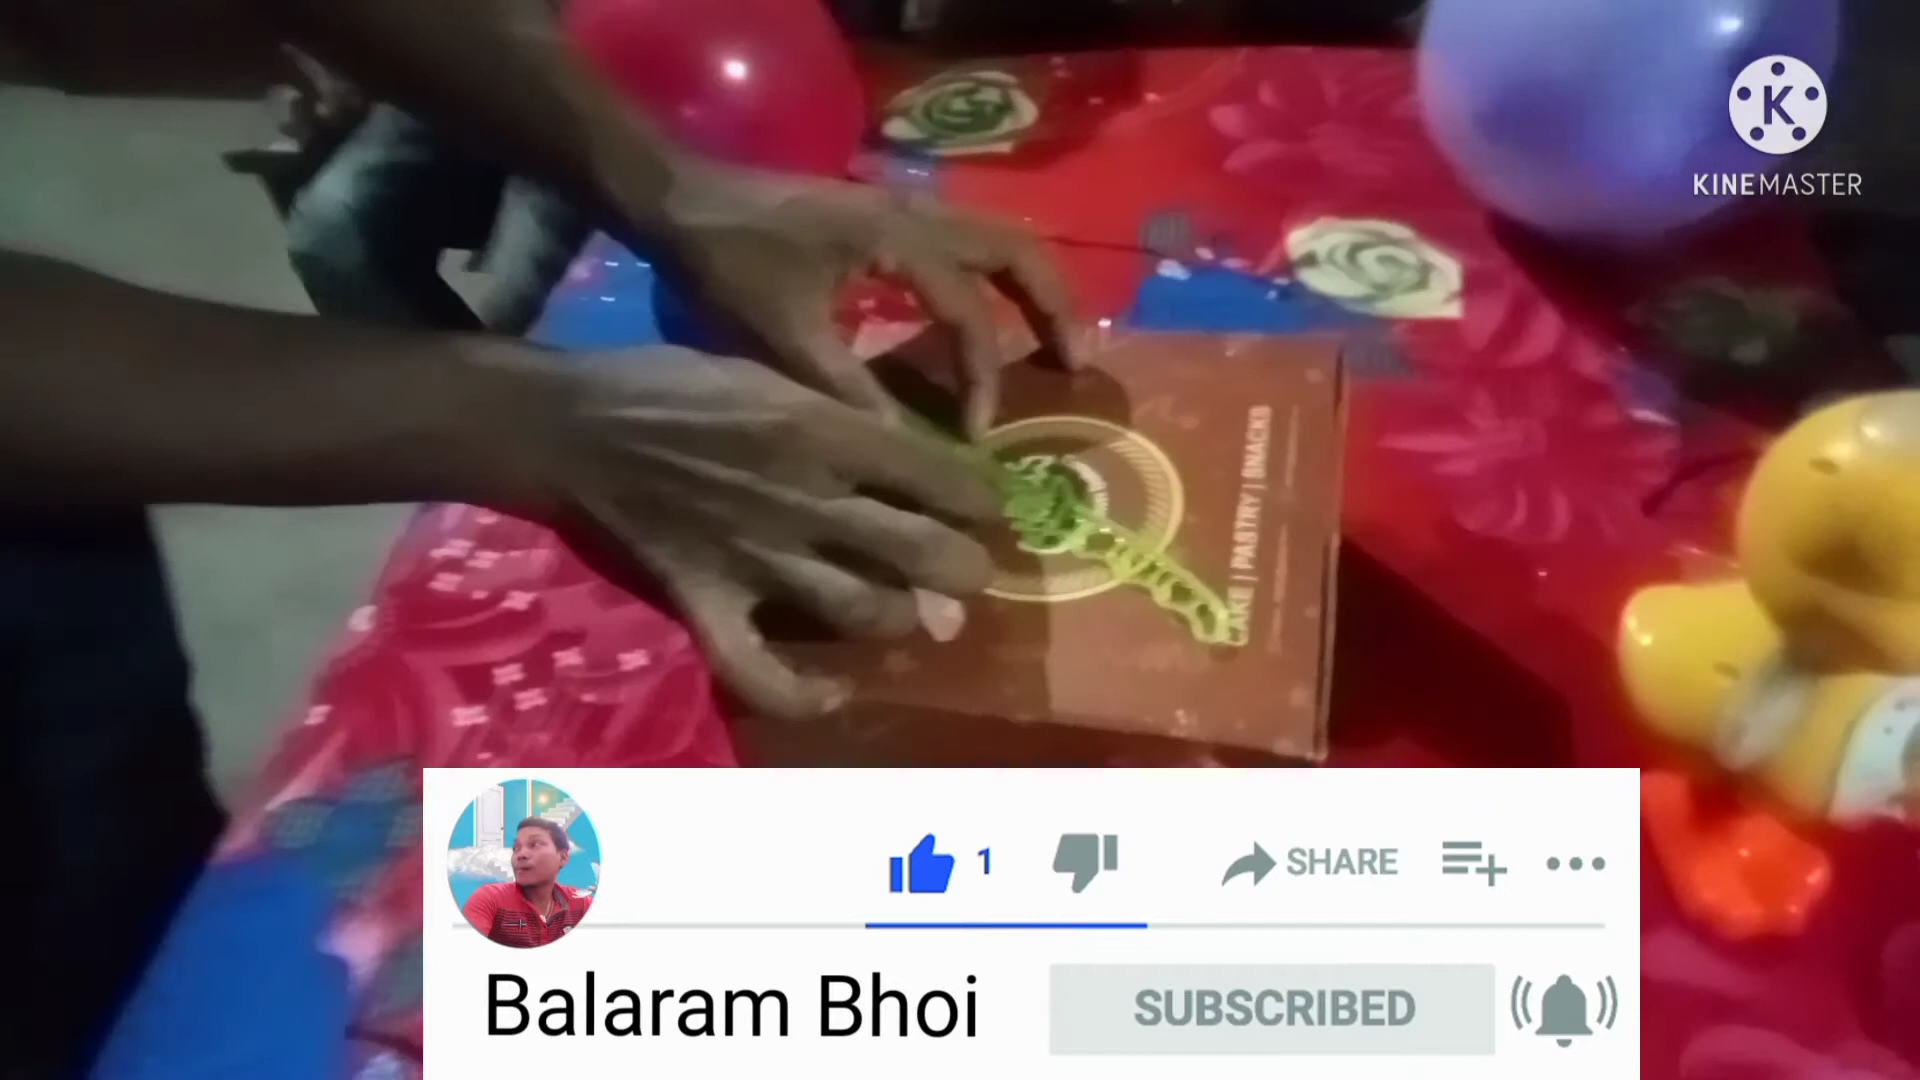 K
KINEMASTER
CAKE | PASTRY | SNACKS
1
SHARE
Balaram Bhoi
SUBSCRIBED